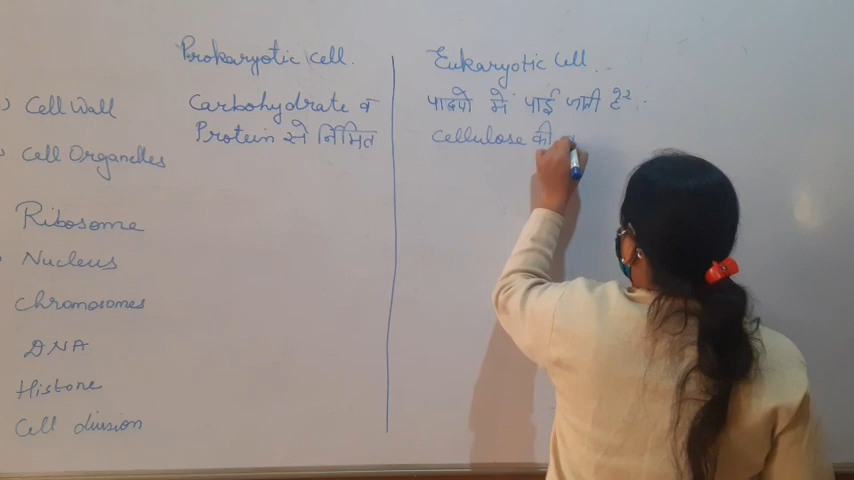 Prokaryotic Cell. Eukaryotic Cell
Cell Wall Carbohydrate व पादपो में पाई जाती है
Protein से निर्मित Cellulose की
Cell Organelles
Ribosome
Nucleus
Chromosomes
DNA
Histone
Cell division